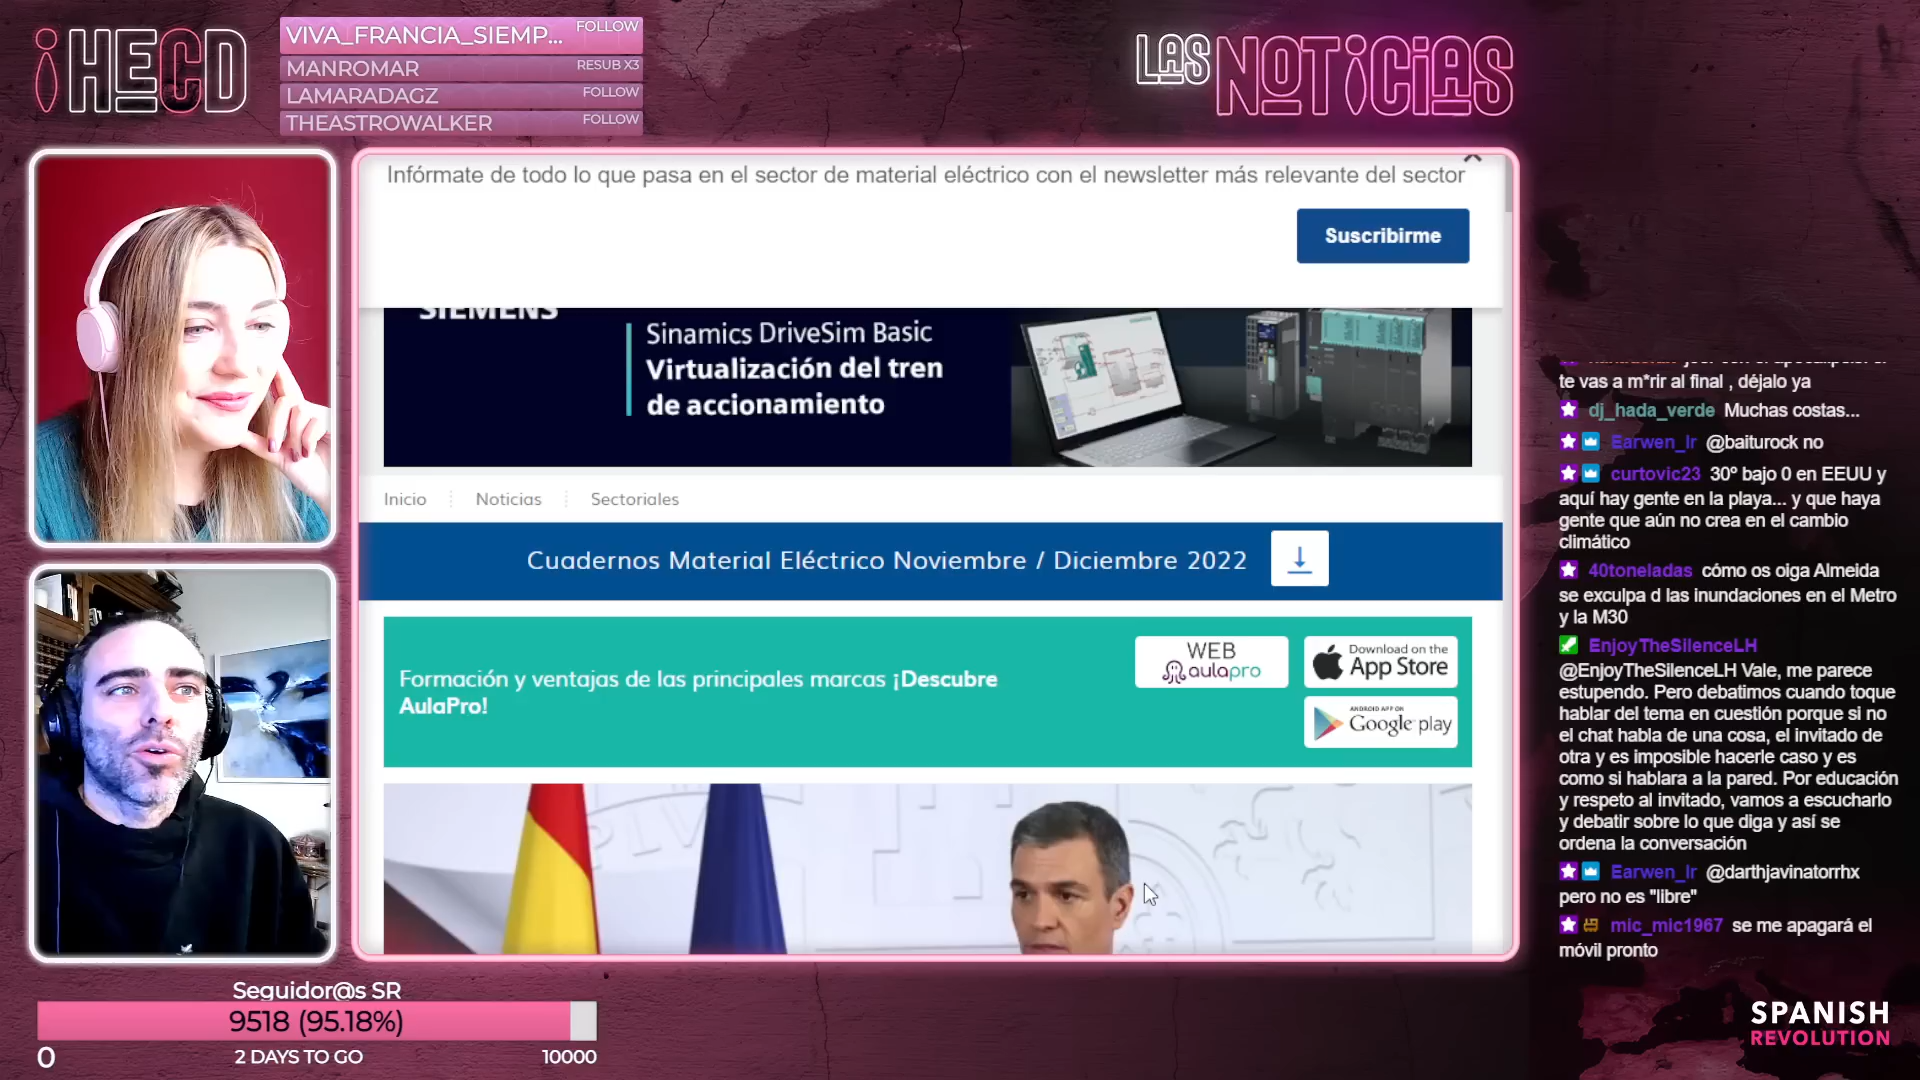 ¡HECD
VIVA_FRANCIA_SIEMP... FOLLOW
MANROMAR RESUB X3
LAMARADAGZ FOLLOW
THEASTROWALKER FOLLOW
LAS NOTICIAS
Infórmate de todo lo que pasa en el sector de material eléctrico con el newsletter más relevante del sector
Suscribirme
SIEMENS
Sinamics DriveSim Basic
Virtualización del tren
de accionamiento
Inicio
Noticias
Sectoriales
Cuadernos Material Eléctrico Noviembre / Diciembre 2022
Formación y ventajas de las principales marcas ¡Descubre
AulaPro!
WEB
aulapro
Download on the
App Store
ANDROID APP ON
Google play
te vas a m*rir al final , déjalo ya
dj_hada_verde Muchas costas...
Earwen_Ir @baiturock no
curtovic23 30º bajo 0 en EEUU y
aquí hay gente en la playa... y que haya
gente que aún no crea en el cambio
climático
40toneladas cómo os oiga Almeida
se exculpa d las inundaciones en el Metro
y la M30
EnjoyTheSilenceLH
@EnjoyTheSilenceLH Vale, me parece
estupendo. Pero debatimos cuando toque
hablar del tema en cuestión porque si no
el chat habla de una cosa, el invitado de
otra y es imposible hacerle caso y es
como si hablara a la pared. Por educación
y respeto al invitado, vamos a escucharlo
y debatir sobre lo que diga y así se
ordena la conversación
Earwen_Ir @darthjavinatorrhx
pero no es "libre"
mic_mic1967 se me apagará el
móvil pronto
Seguidor@s SR
9518 (95.18%)
0
2 DAYS TO GO
10000
SPANISH
REVOLUTION